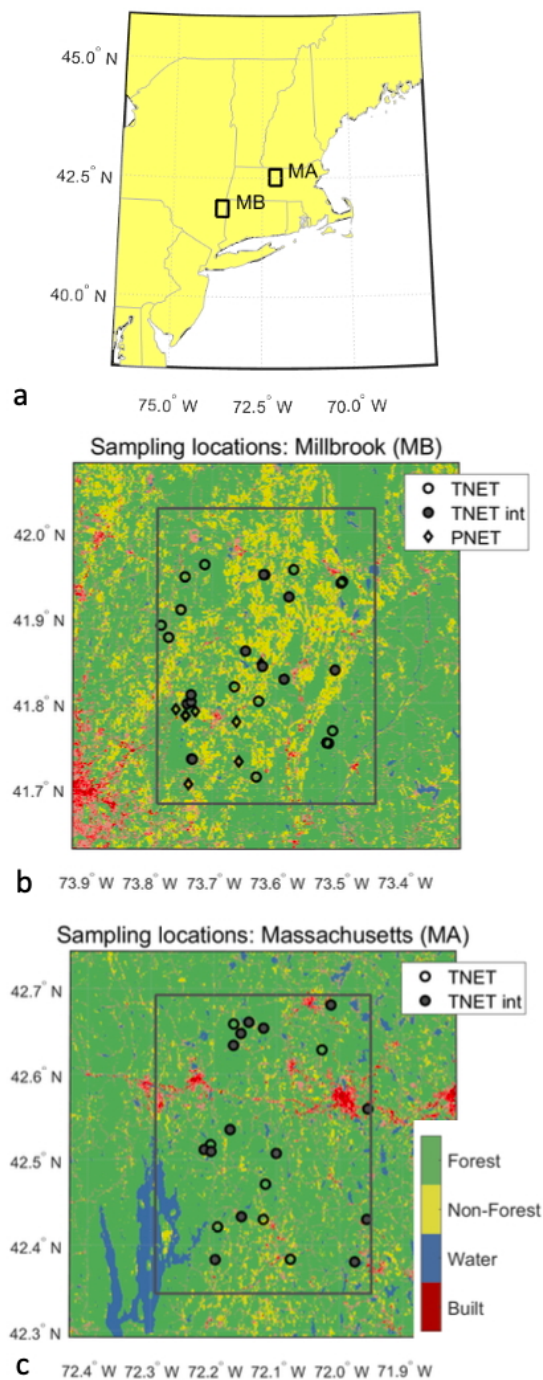 45.0° N
42.5° N
40.0° N
MA
MB
a
75.0° W 72.5° W 70.0° W
Sampling locations: Millbrook (MB)
TNET
TNET int
PNET
42.0° N
41.9° N
41.8° N
41.7° N
b
73.9° W 73.8° W 73.7° W 73.6° W 73.5° W 73.4° W
Sampling locations: Massachusetts (MA)
TNET
TNET int
42.7° N
42.6° N
42.5° N
42.4° N
42.3° N
Forest
Non-Forest
Water
Built
c
72.4° W 72.3° W 72.2° W 72.1° W 72.0° W 71.9° W